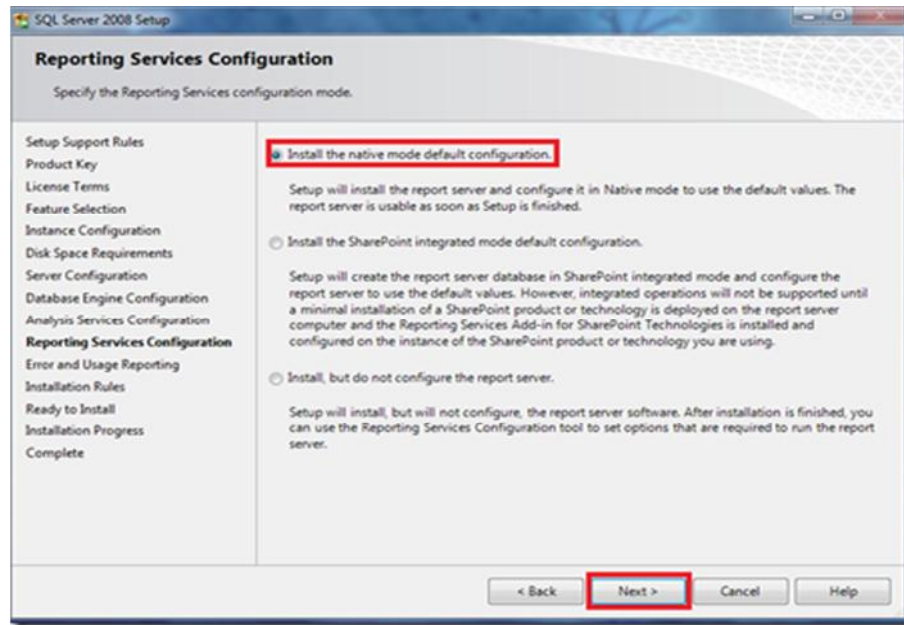 SQL Server 2008 Setup
Reporting Services Configuration
Specify the Reporting Services configuration mode.
Setup Support Rules
Product Key
License Terms
Feature Selection
Instance Configuration
Disk Space Requirements
Server Configuration
Database Engine Configuration
Analysis Services Configuration
Reporting Services Configuration
Error and Usage Reporting
Installation Rules
Ready to Install
Installation Progress
Complete
Install the native mode default configuration.
Setup will install the report server and configure it in Native mode to use the default values. The
report server is usable as soon as Setup is finished.
Install the SharePoint integrated mode default configuration.
Setup will create the report server database in SharePoint integrated mode and configure the
report server to use the default values. However, integrated operations will not be supported until
a minimal installation of a SharePoint product or technology is deployed on the report server
computer and the Reporting Services Add-in for SharePoint Technologies is installed and
configured on the instance of the SharePoint product or technology you are using.
Install, but do not configure the report server.
Setup will install, but will not configure, the report server software. After installation is finished, you
can use the Reporting Services Configuration tool to set options that are required to run the report
server.
< Back Next > Cancel Help